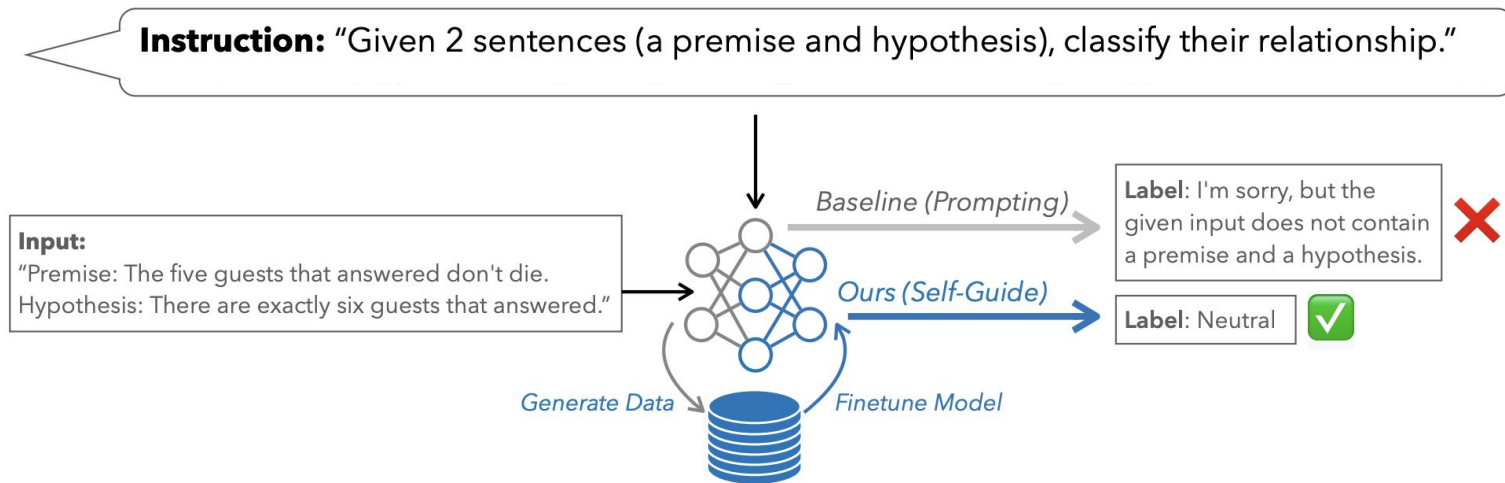 Instruction: “Given 2 sentences (a premise and hypothesis), classify their relationship.”
Input:
“Premise: The five guests that answered don't die.
Hypothesis: There are exactly six guests that answered.”
Baseline (Prompting)
Label: I'm sorry, but the
given input does not contain
a premise and a hypothesis.
Ours (Self-Guide)
Label: Neutral
Generate Data
Finetune Model